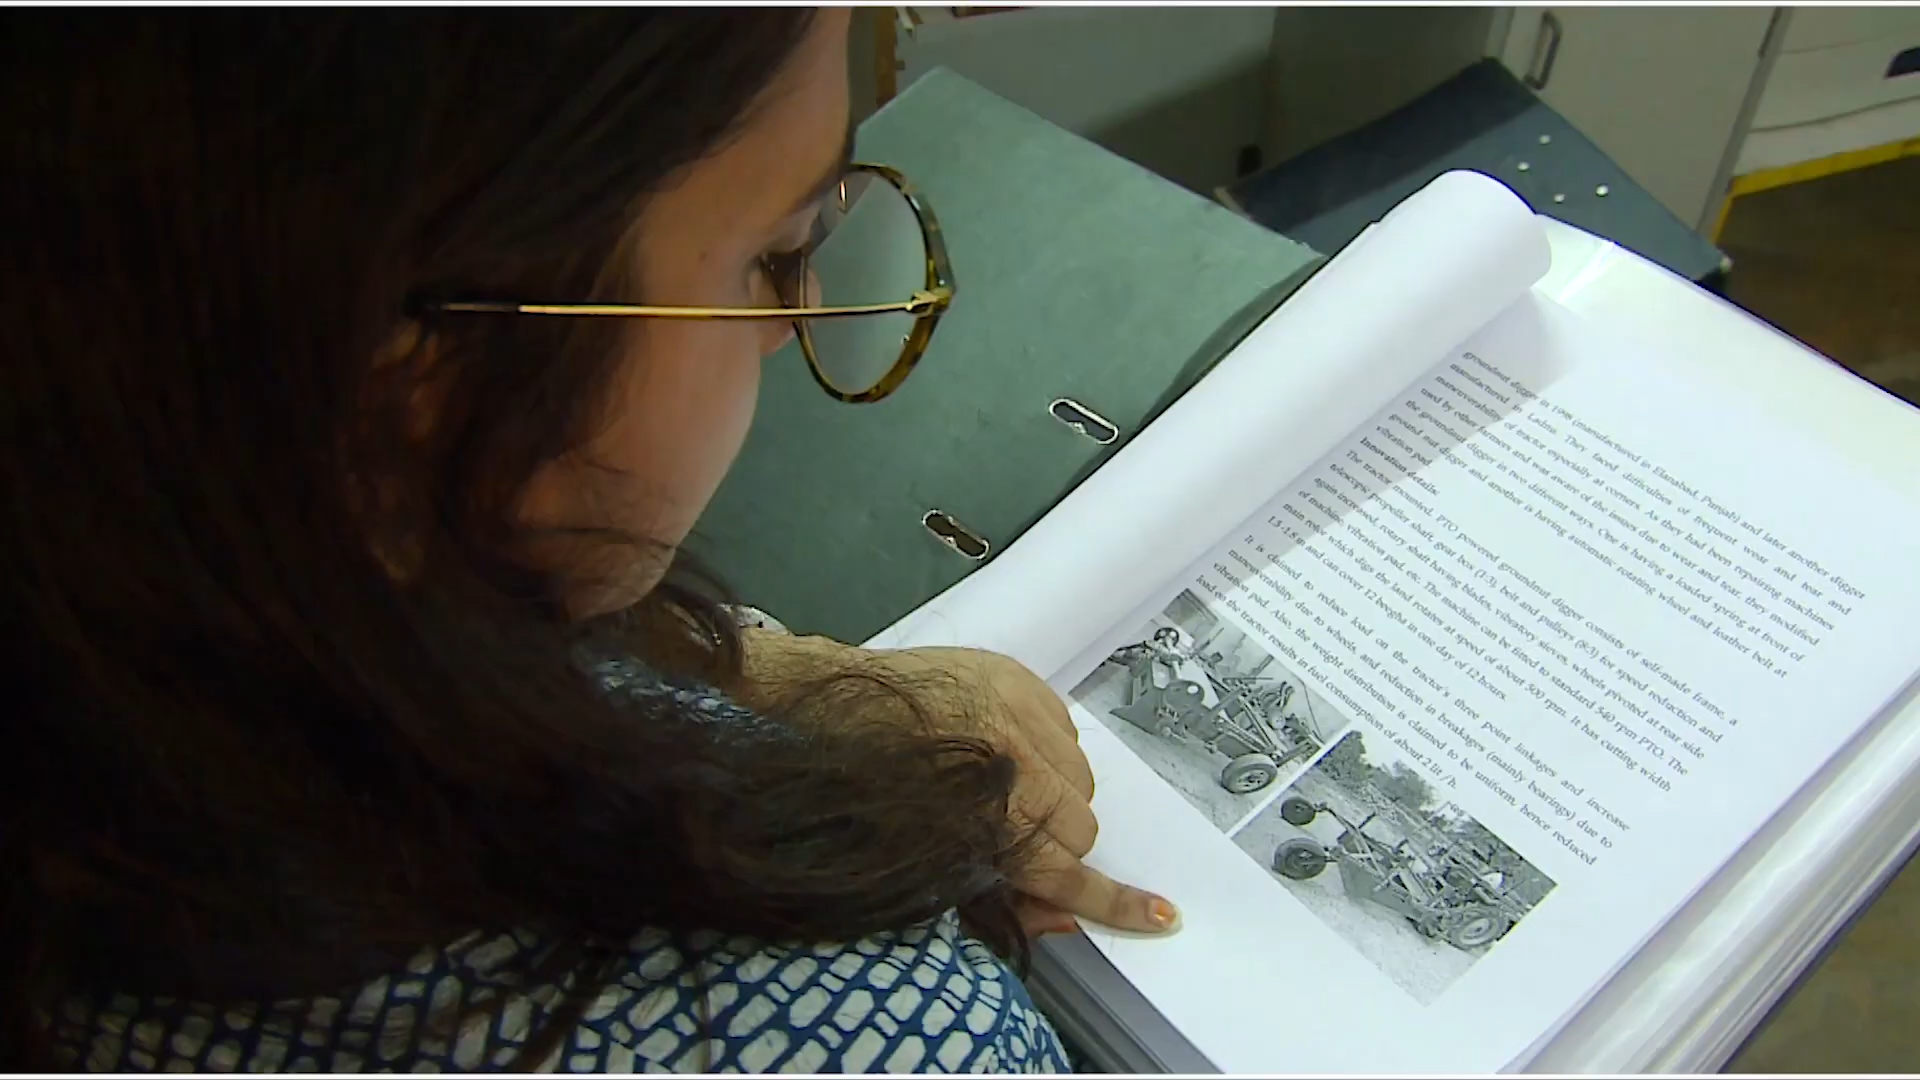 groundnut digger in 1998 (manufactured in Elanabad, Punjab) and later another digger
manufactured in Ladnu. They faced difficulties of frequent wear and tear and
maneuverability of tractor especially at corners. As they had been repairing machines
used by other farmers and was aware of the issues due to wear and tear, they modified
the groundnut digger in two different ways. One is having a loaded spring at front of
ground nut digger and another is having automatic rotating wheel and leather belt at
vibration pad.
Innovation details:
The tractor mounted, PTO powered groundnut digger consists of self-made frame, a
telescopic propeller shaft, gear box (1:3), belt and pulleys (8:3) for speed reduction and
again increased, rotary shaft having blades, vibratory sieves, wheels pivoted at rear side
of machine, vibration pad, etc. The machine can be fitted to standard 540 rpm PTO. The
main rotor which digs the land rotates at speed of about 500 rpm. It has cutting width
1.5-1.8 m and can cover 12 beegha in one day of 12 hours.
It is claimed to reduce load on the tractor's three point linkages and increase
maneuverability due to wheels, and reduction in breakages (mainly bearings) due to
vibration pad. Also, the weight distribution is claimed to be uniform, hence reduced
load on the tractor results in fuel consumption of about 2 lit/h.